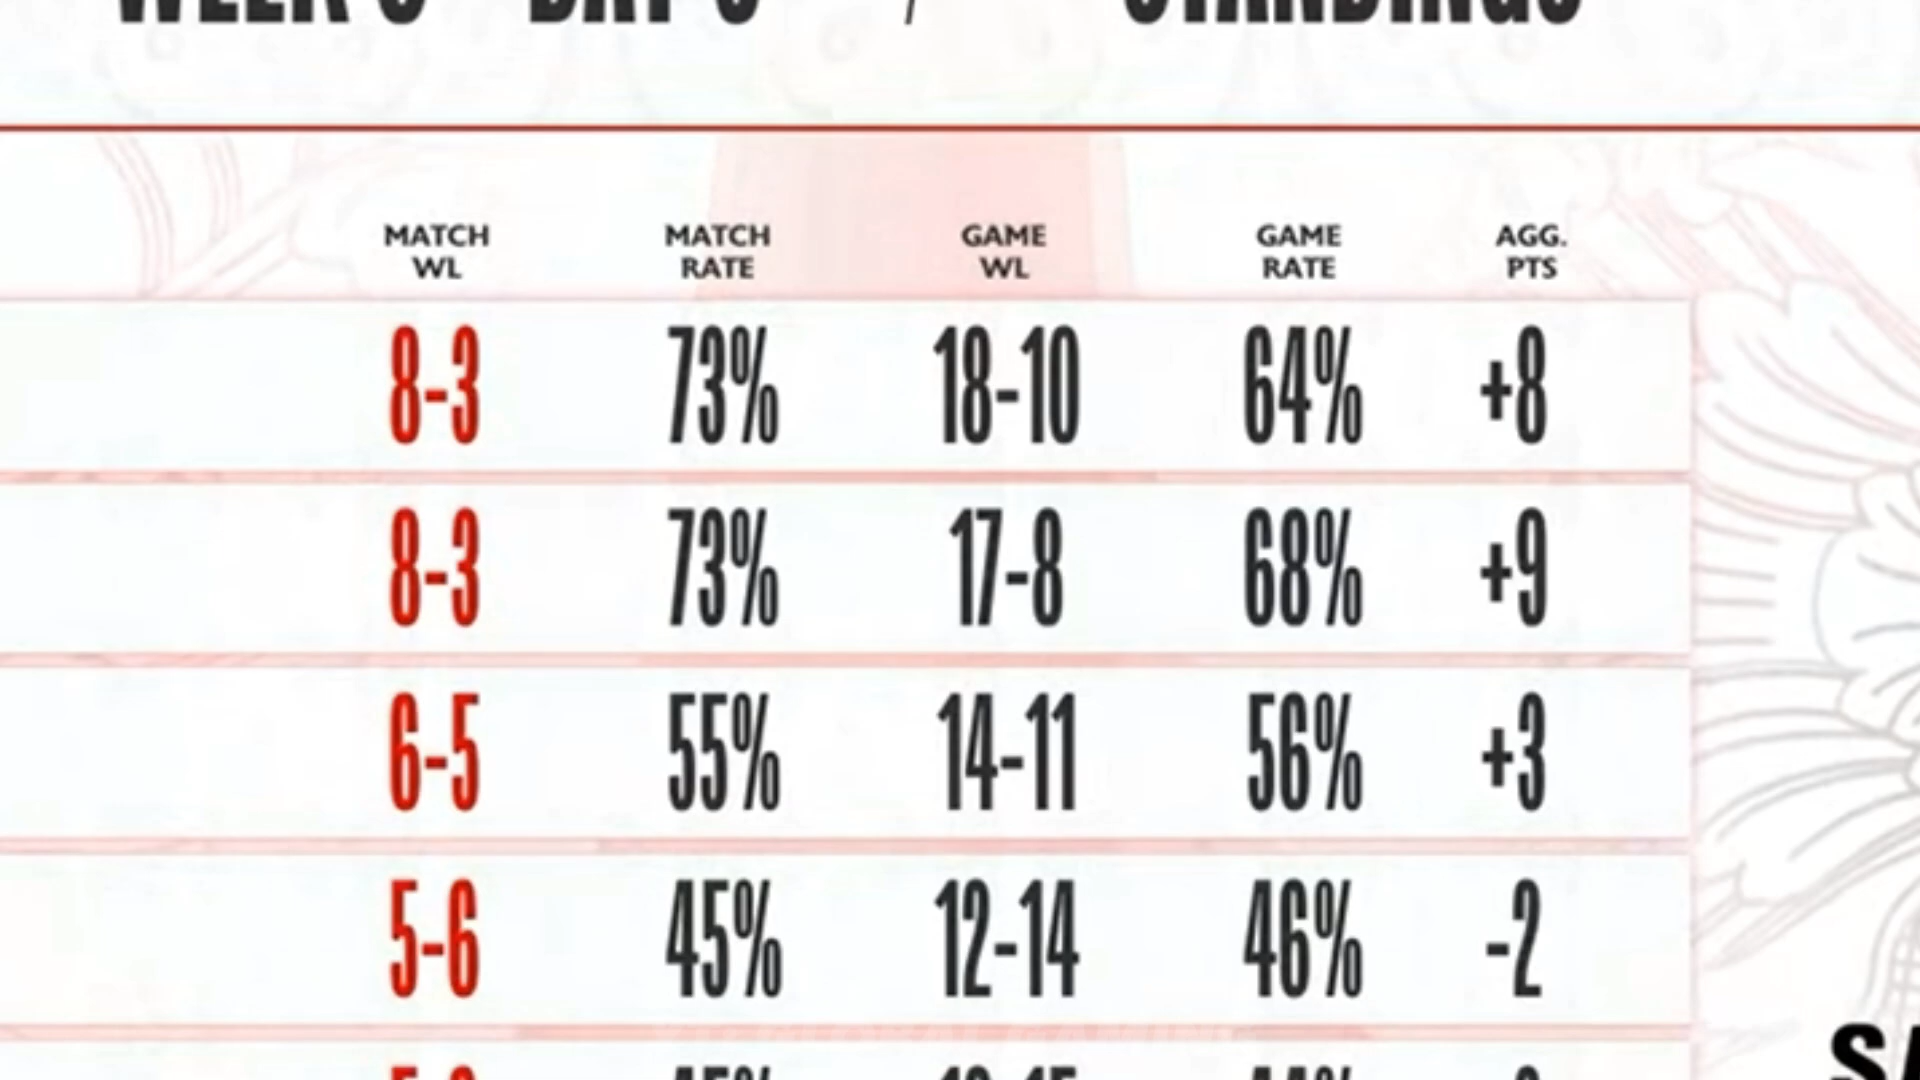 STANDINGS
MATCH WL MATCH RATE GAME WL GAME RATE AGG. PTS
8-3 73% 18-10 64% +8
8-3 73% 17-8 68% +9
6-5 55% 14-11 56% +3
5-6 45% 12-14 46% -2